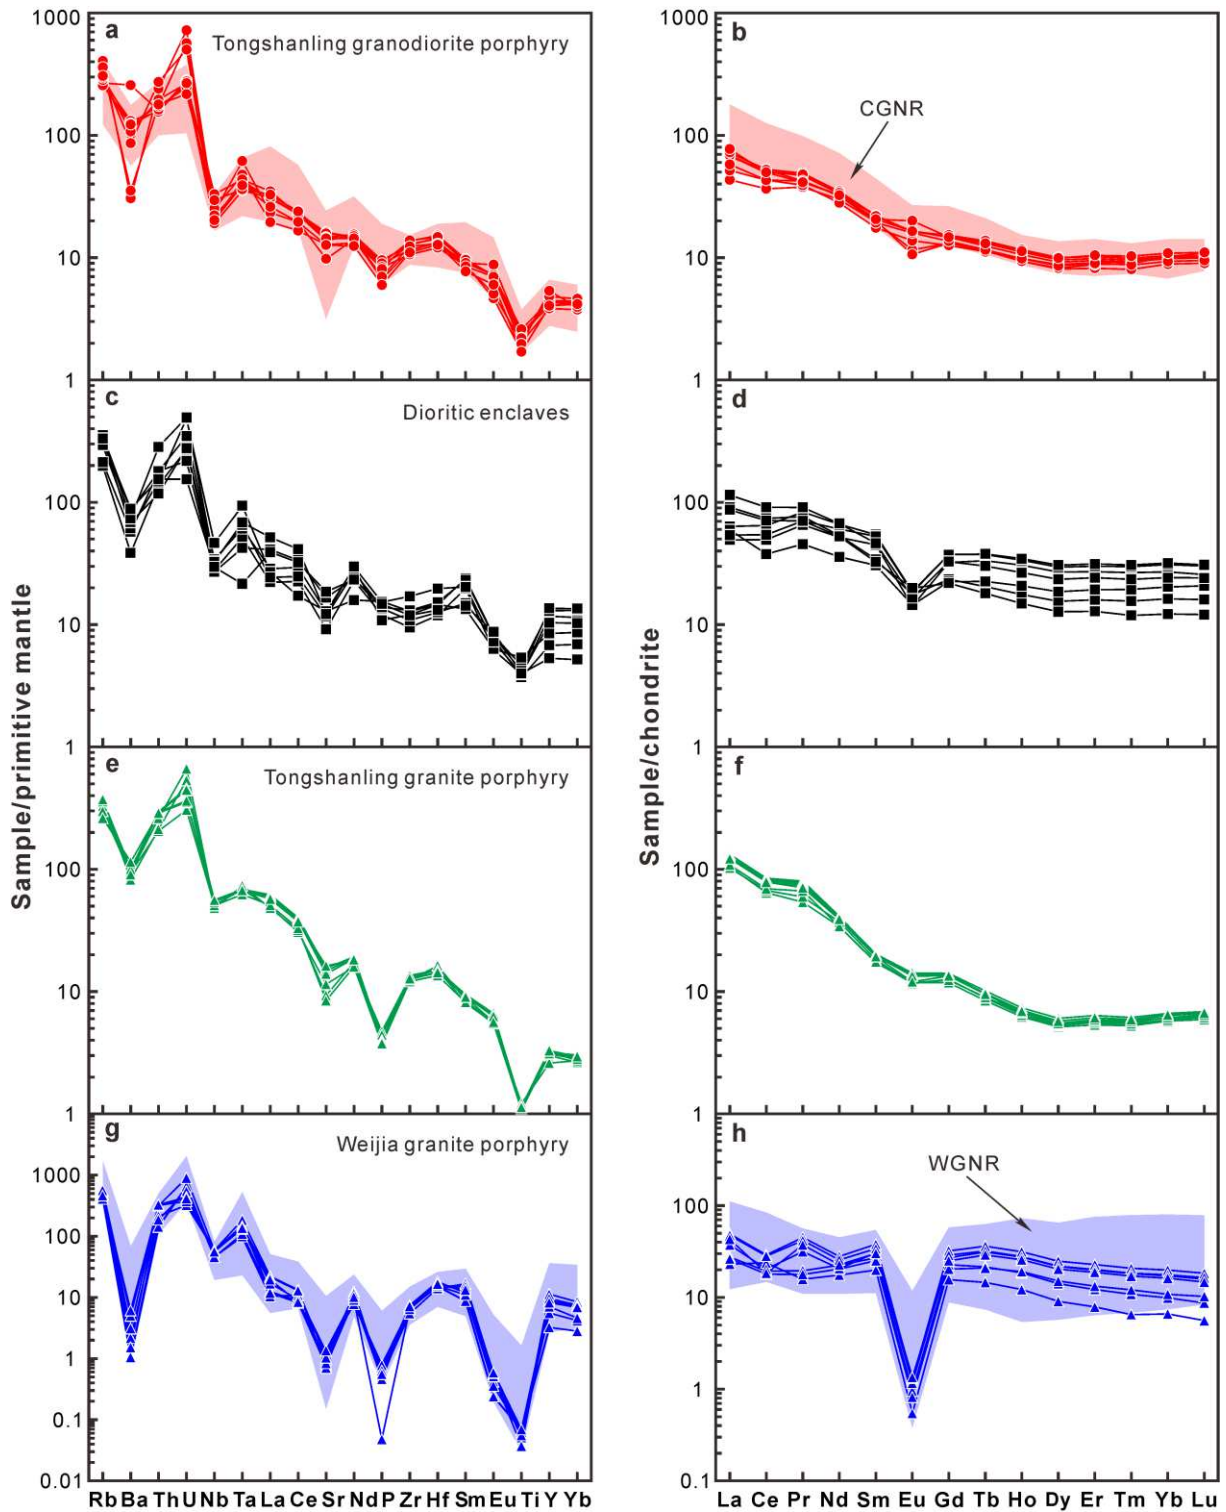 a
Tongshanling granodiorite porphyry
1000
100
10
1
b
CGNR
1000
100
10
1
c
Dioritic enclaves
100
10
1
d
100
10
1
e
Tongshanling granite porphyry
100
10
1
f
100
10
1
g
Weijia granite porphyry
1000
100
10
1
0.1
0.01
h
WGNR
100
10
1
0.1
Sample/primitive mantle
Sample/chondrite
Rb Ba Th U Nb Ta La Ce Sr Nd P Zr Hf Sm Eu Ti Y Yb
La Ce Pr Nd Sm Eu Gd Tb Ho Dy Er Tm Yb Lu